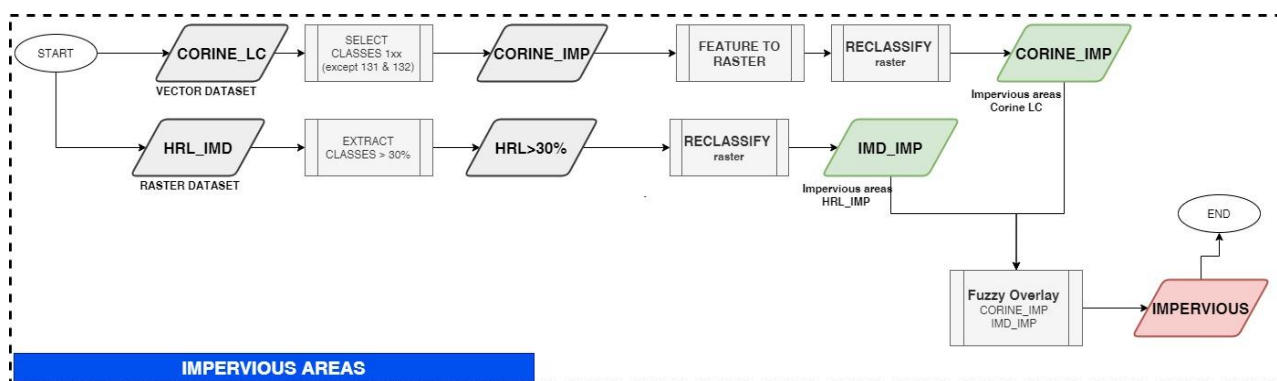 START
CORINE_LC
VECTOR DATASET
SELECT
CLASSES 1xx
(except 131 & 132)
CORINE_IMP
FEATURE TO
RASTER
RECLASSIFY
raster
CORINE_IMP
Impervious areas
Corine LC
HRL_IMD
RASTER DATASET
EXTRACT
CLASSES > 30%
HRL>30%
RECLASSIFY
raster
IMD_IMP
Impervious areas
HRL_IMP
END
Fuzzy Overlay
CORINE_IMP
IMD_IMP
IMPERVIOUS
IMPERVIOUS AREAS